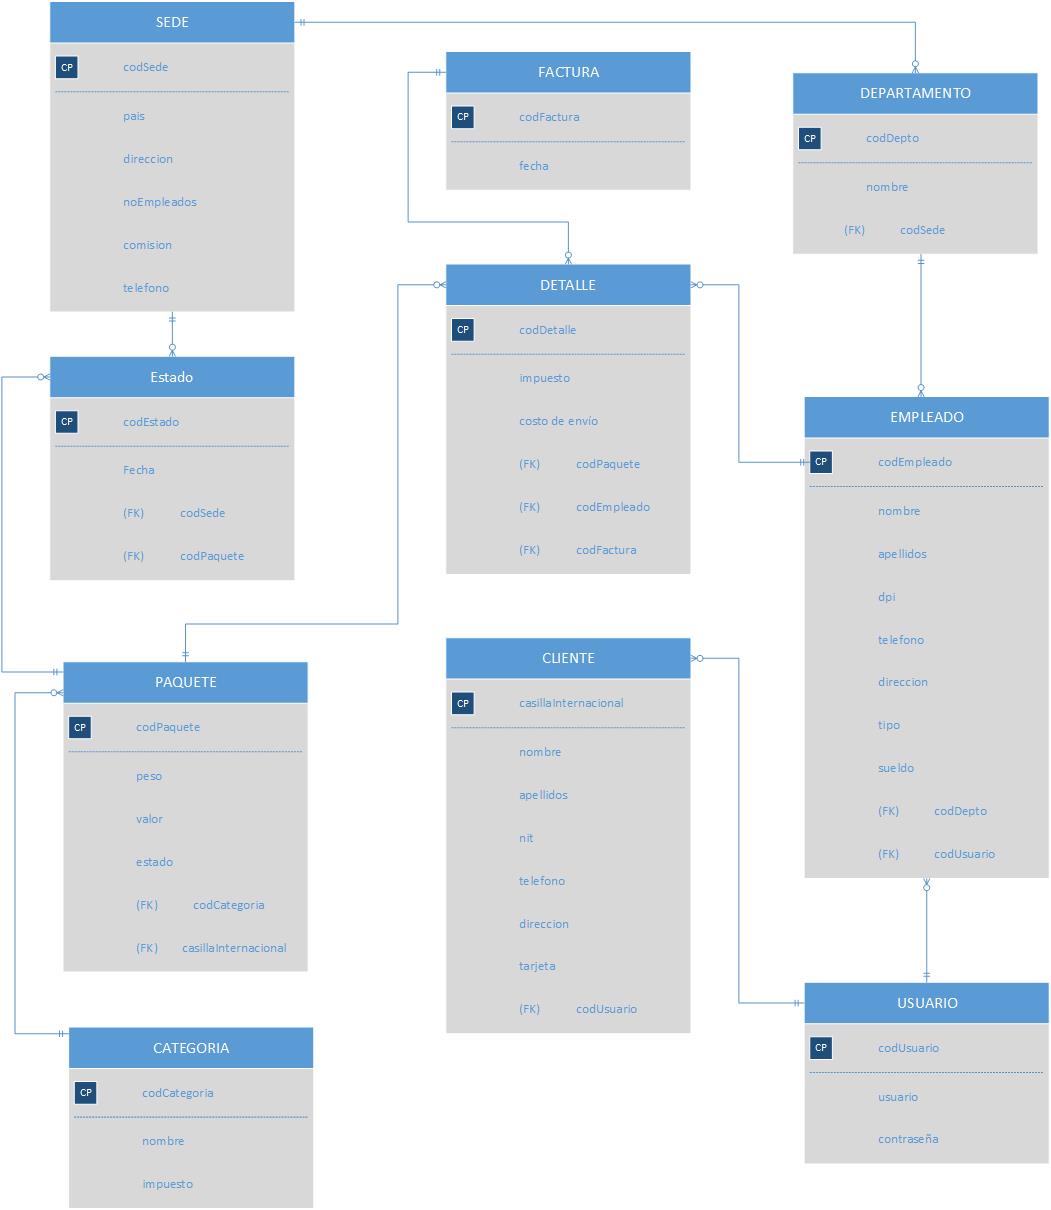 SEDE
CP codSede
pais
direccion
noEmpleados
comision
telefono
FACTURA
CP codFactura
fecha
DEPARTAMENTO
CP codDepto
nombre
(FK) codSede
Estado
CP codEstado
Fecha
(FK) codSede
(FK) codPaquete
DETALLE
CP codDetalle
impuesto
costo de envío
(FK) codPaquete
(FK) codEmpleado
(FK) codFactura
EMPLEADO
CP codEmpleado
nombre
apellidos
dpi
telefono
direccion
tipo
sueldo
(FK) codDepto
(FK) codUsuario
PAQUETE
CP codPaquete
peso
valor
estado
(FK) codCategoria
(FK) casillaInternacional
CLIENTE
CP casillaInternacional
nombre
apellidos
nit
telefono
direccion
tarjeta
(FK) codUsuario
USUARIO
CP codUsuario
usuario
contraseña
CATEGORIA
CP codCategoria
nombre
impuesto